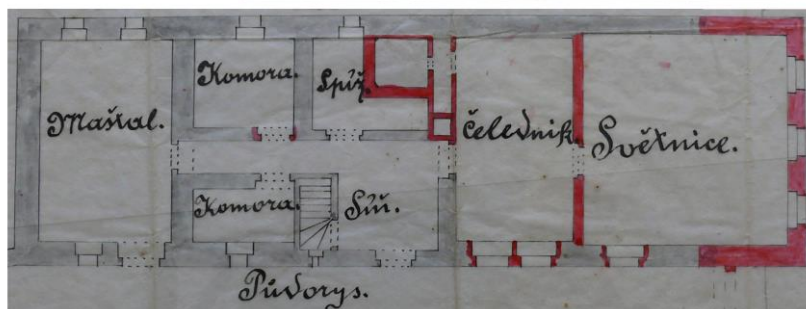 Komora.
Spíž.
Maštal.
Čeledník.
Světnice.
Komora.
Síň.
Půdorys.